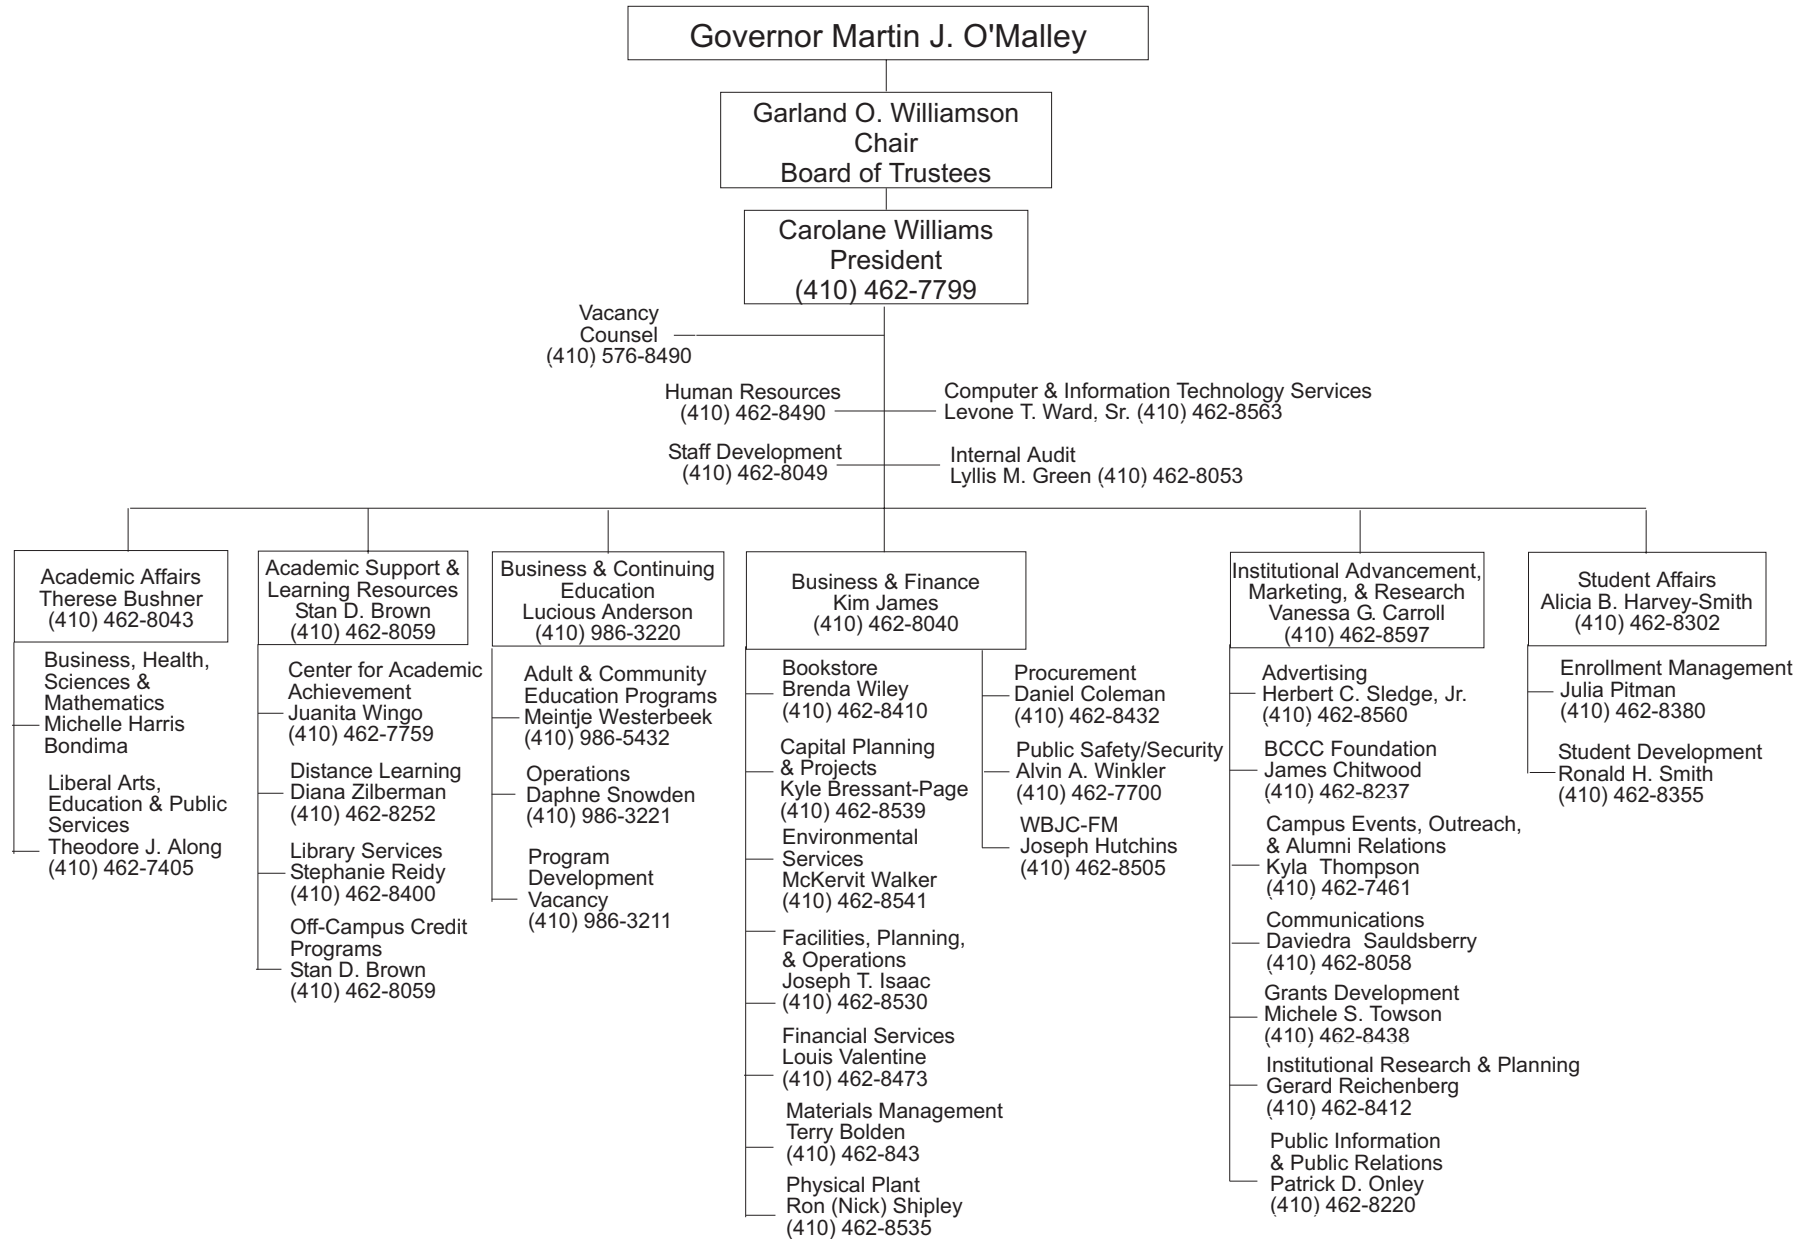 Governor Martin J. O'Malley
Garland O. Williamson
Chair
Board of Trustees
Carolane Williams
President
(410) 462-7799
Vacancy
Counsel
(410) 576-8490
Human Resources
(410) 462-8490
Computer & Information Technology Services
Levone T. Ward, Sr. (410) 462-8563
Staff Development
(410) 462-8049
Internal Audit
Lyllis M. Green (410) 462-8053
Academic Affairs
Therese Bushner
(410) 462-8043
Business, Health,
Sciences &
Mathematics
Michelle Harris
Bondima
Liberal Arts,
Education & Public
Services
Theodore J. Along
(410) 462-7405
Academic Support &
Learning Resources
Stan D. Brown
(410) 462-8059
Center for Academic
Achievement
Juanita Wingo
(410) 462-7759
Distance Learning
Diana Zilberman
(410) 462-8252
Library Services
Stephanie Reidy
(410) 462-8400
Off-Campus Credit
Programs
Stan D. Brown
(410) 462-8059
Business & Continuing
Education
Lucious Anderson
(410) 986-3220
Adult & Community
Education Programs
Meintje Westerbeek
(410) 986-5432
Operations
Daphne Snowden
(410) 986-3221
Program
Development
Vacancy
(410) 986-3211
Business & Finance
Kim James
(410) 462-8040
Bookstore
Brenda Wiley
(410) 462-8410
Capital Planning
& Projects
Kyle Bressant-Page
(410) 462-8539
Environmental
Services
McKervit Walker
(410) 462-8541
Facilities, Planning,
& Operations
Joseph T. Isaac
(410) 462-8530
Financial Services
Louis Valentine
(410) 462-8473
Materials Management
Terry Bolden
(410) 462-843
Physical Plant
Ron (Nick) Shipley
(410) 462-8535
Procurement
Daniel Coleman
(410) 462-8432
Public Safety/Security
Alvin A. Winkler
(410) 462-7700
WBJC-FM
Joseph Hutchins
(410) 462-8505
Institutional Advancement,
Marketing, & Research
Vanessa G. Carroll
(410) 462-8597
Advertising
Herbert C. Sledge, Jr.
(410) 462-8560
BCCC Foundation
James Chitwood
(410) 462-8237
Campus Events, Outreach,
& Alumni Relations
Kyla Thompson
(410) 462-7461
Communications
Daviedra Sauldsberry
(410) 462-8058
Grants Development
Michele S. Towson
(410) 462-8438
Institutional Research & Planning
Gerard Reichenberg
(410) 462-8412
Public Information
& Public Relations
Patrick D. Onley
(410) 462-8220
Student Affairs
Alicia B. Harvey-Smith
(410) 462-8302
Enrollment Management
Julia Pitman
(410) 462-8380
Student Development
Ronald H. Smith
(410) 462-8355